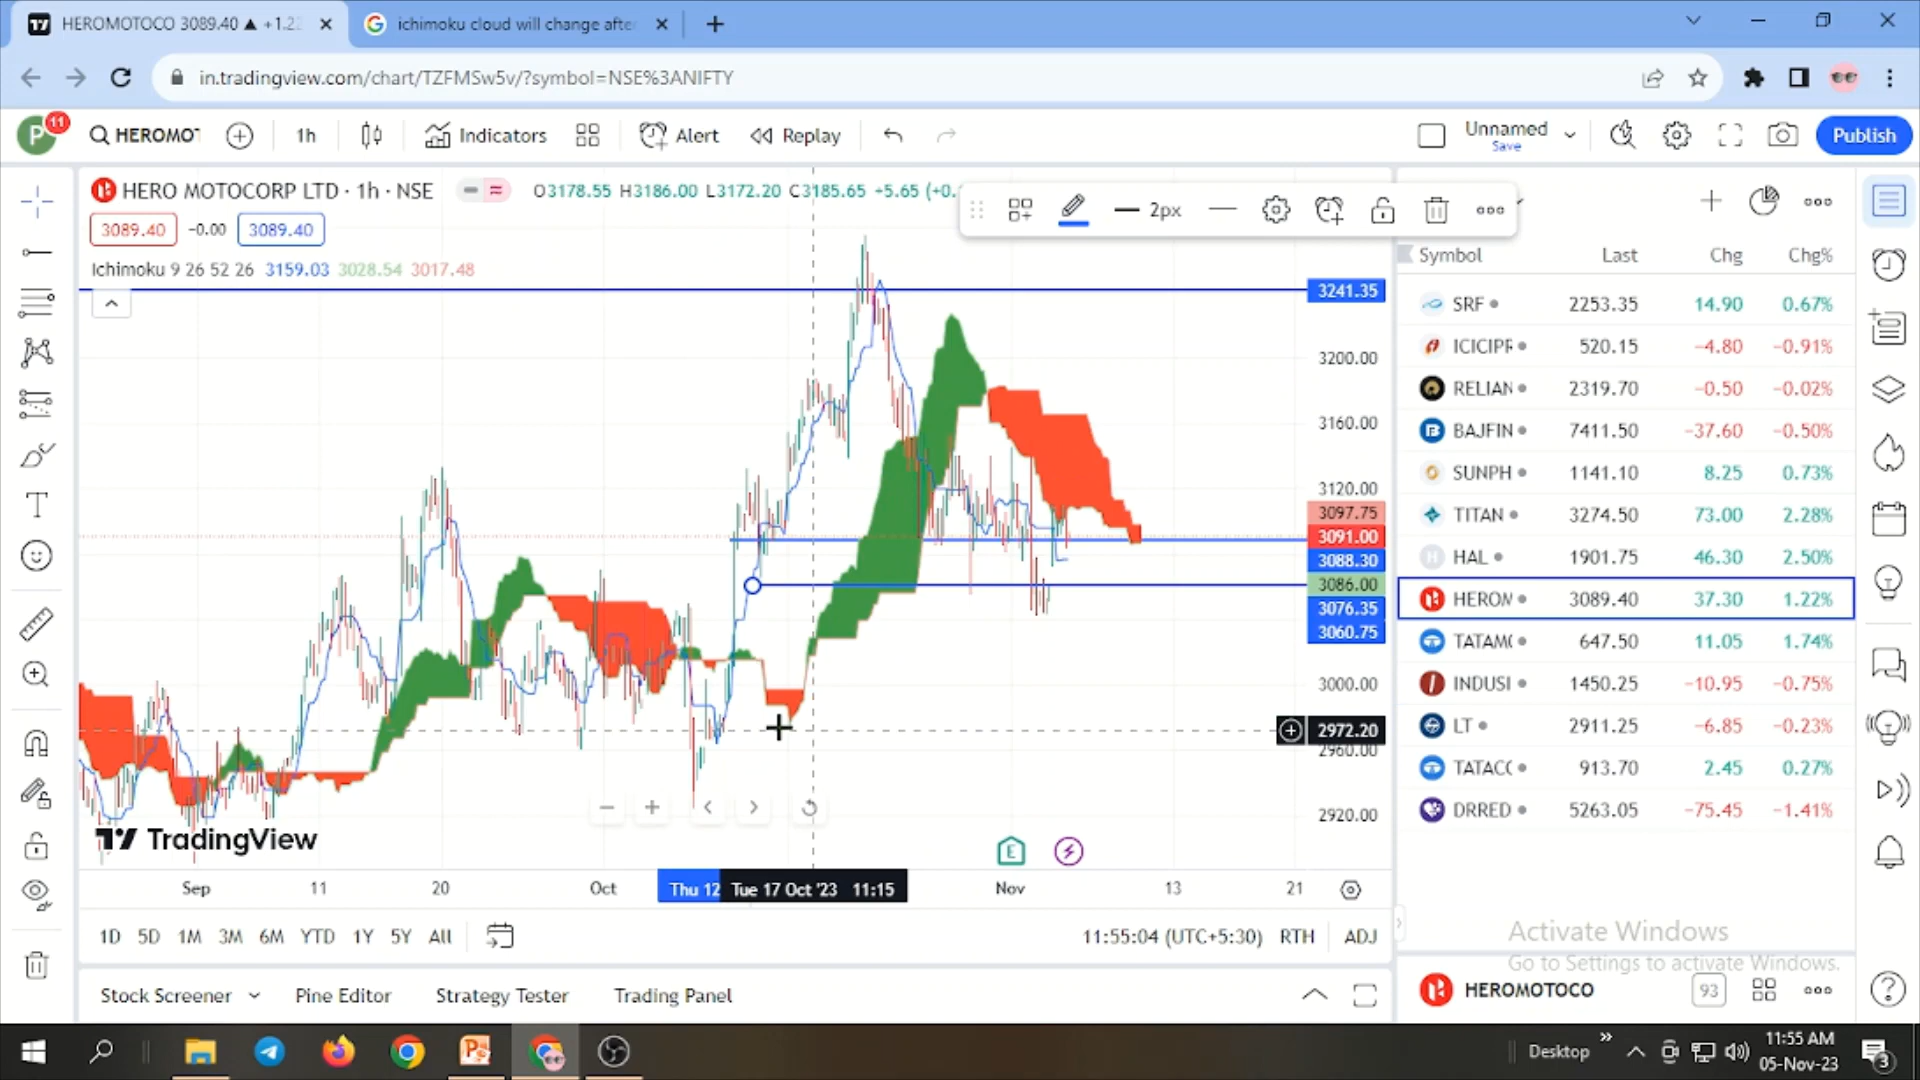 HEROMOTOCO 3089.40 ▲ +1.22
ichimoku cloud will change after
in.tradingview.com/chart/TZFMSw5v/?symbol=NSE%3ANIFTY
P 11 HEROMOT 1h Indicators Alert Replay Unnamed Publish
Save
HERO MOTOCORP LTD · 1h · NSE O3178.55 H3186.00 L3172.20 C3185.65 +5.65 (+0.
2px
3089.40 -0.00 3089.40
Ichimoku 9 26 52 26 3159.03 3028.54 3017.48
3241.35
3200.00
3160.00
3120.00
3097.75
3091.00
3088.30
3086.00
3076.35
3060.75
3000.00
2972.20
2960.00
2920.00
TradingView
E
Sep 11 20 Oct Thu 12 Tue 17 Oct '23 11:15 Nov 13 21
1D 5D 1M 3M 6M YTD 1Y 5Y All 11:55:04 (UTC+5:30) RTH ADJ
Stock Screener Pine Editor Strategy Tester Trading Panel
Symbol Last Chg Chg%
SRF 2253.35 14.90 0.67%
ICICIPF 520.15 −4.80 −0.91%
RELIAN 2319.70 −0.50 −0.02%
BAJFIN 7411.50 −37.60 −0.50%
SUNPH 1141.10 8.25 0.73%
TITAN 3274.50 73.00 2.28%
HAL 1901.75 46.30 2.50%
HEROM 3089.40 37.30 1.22%
TATAM 647.50 11.05 1.74%
INDUSI 1450.25 −10.95 −0.75%
LT 2911.25 −6.85 −0.23%
TATAC 913.70 2.45 0.27%
DRRED 5263.05 −75.45 −1.41%
Activate Windows
Go to Settings to activate Windows.
HEROMOTOCO 93
Desktop
11:55 AM
05-Nov-23
3